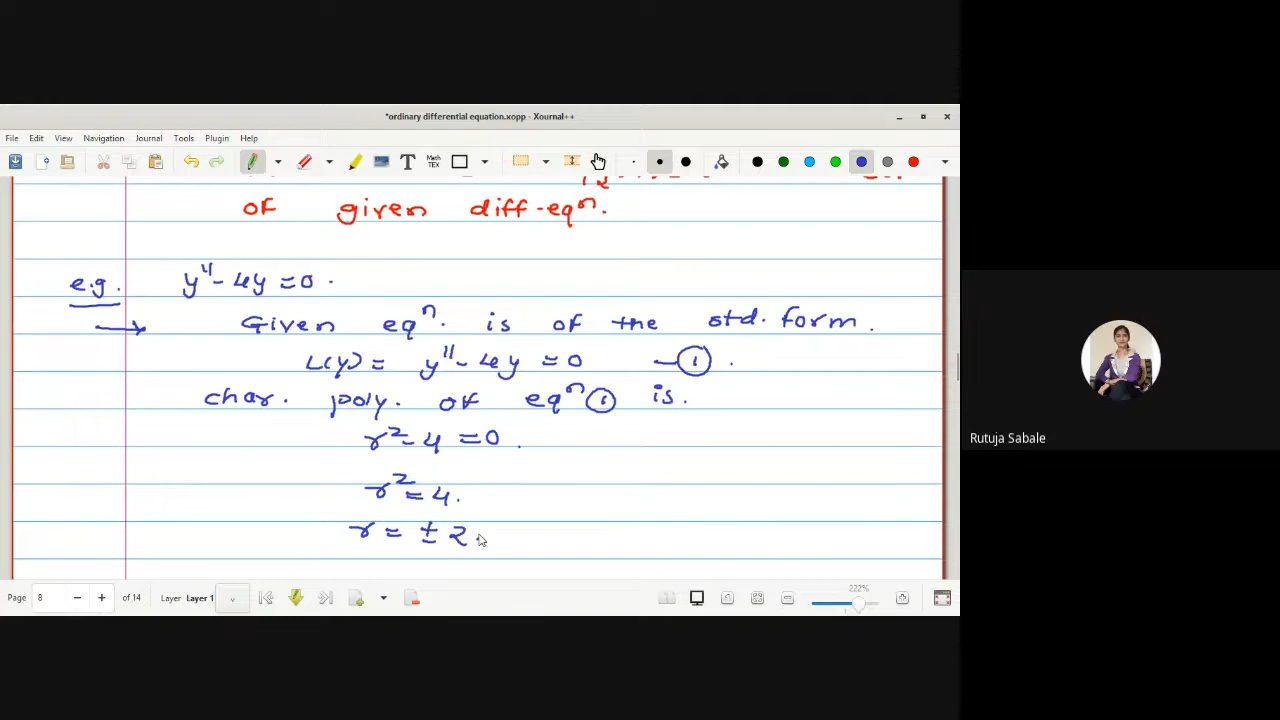 *ordinary differential equation.xopp - Xournal++
File Edit View Navigation Journal Tools Plugin Help
of given diff-eqⁿ.
e.g. y'' - 4y = 0.
Given eqⁿ. is of the std. form.
L(y) = y'' - 4y = 0 —①.
char. poly. of eqⁿ ① is.
r² - 4 = 0.
r² = 4.
r = ± 2.
Rutuja Sabale
Page 8 of 14 Layer Layer 1 222%